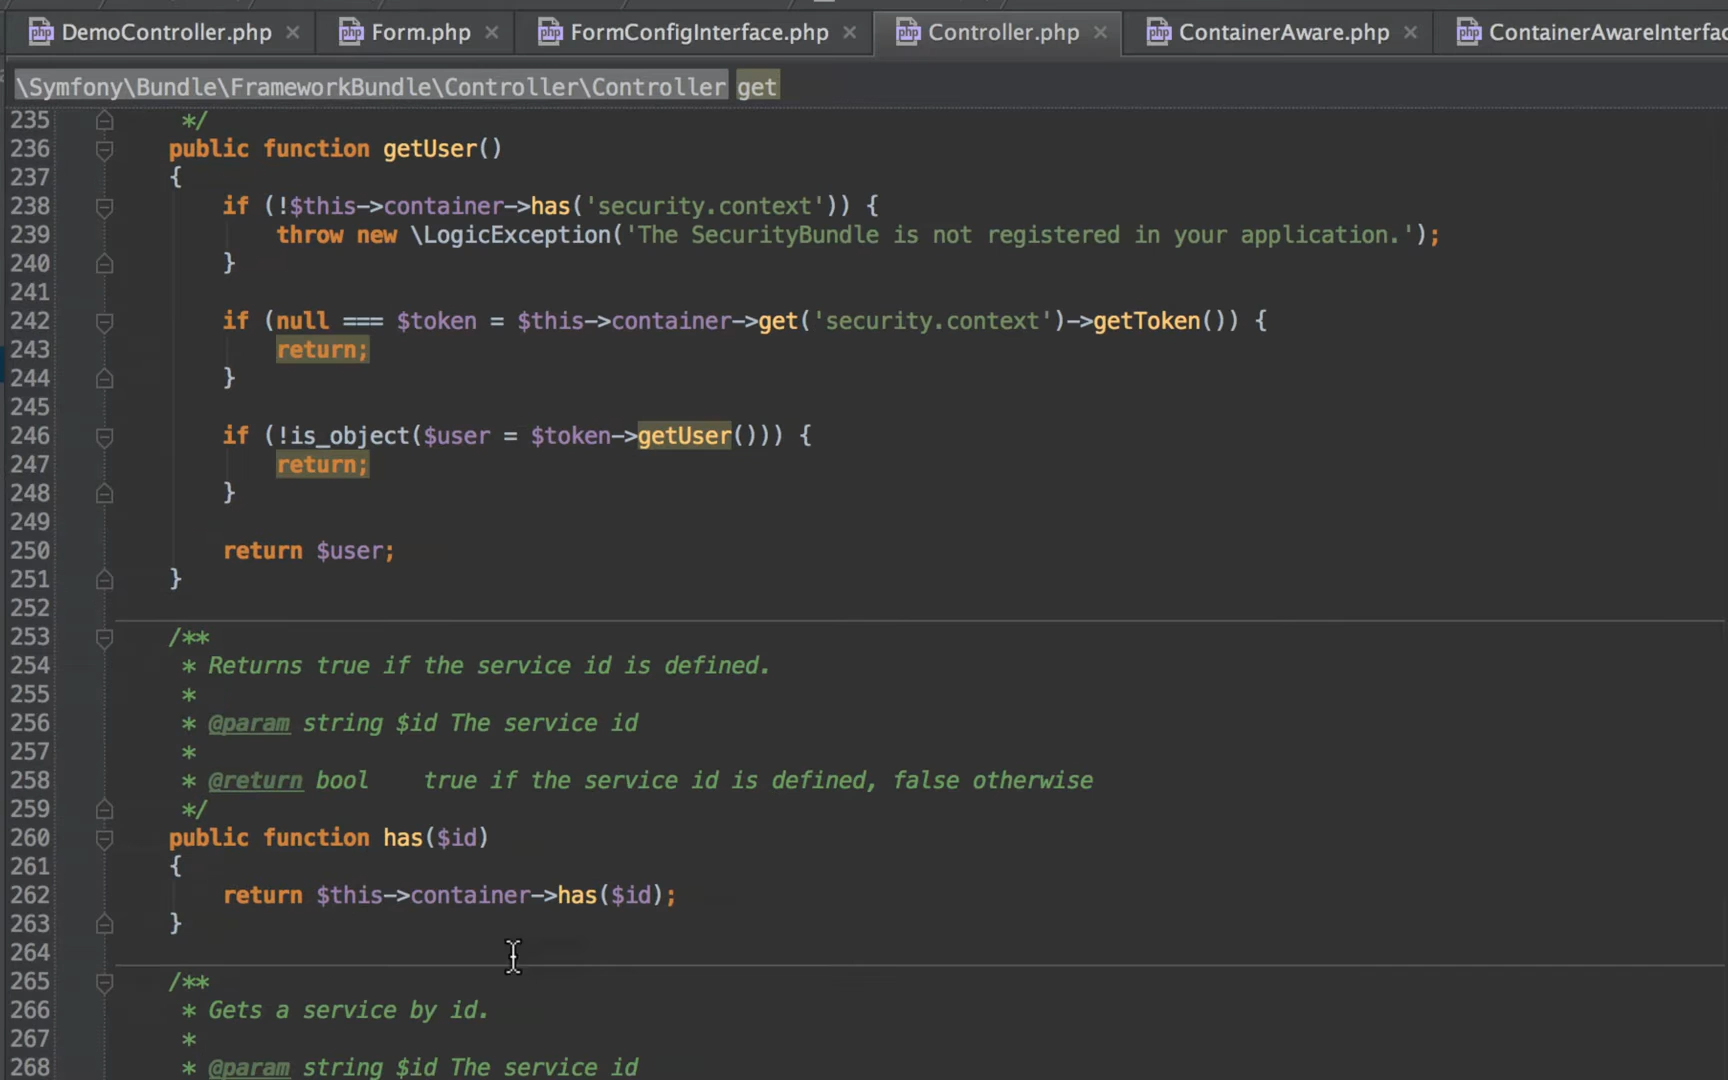 DemoController.php Form.php FormConfigInterface.php Controller.php ContainerAware.php ContainerAwareInterfac
\Symfony\Bundle\FrameworkBundle\Controller\Controller get
235 */
236 public function getUser()
237 {
238 if (!$this->container->has('security.context')) {
239 throw new \LogicException('The SecurityBundle is not registered in your application.');
240 }
241
242 if (null === $token = $this->container->get('security.context')->getToken()) {
243 return;
244 }
245
246 if (!is_object($user = $token->getUser())) {
247 return;
248 }
249
250 return $user;
251 }
252
253 /**
254 * Returns true if the service id is defined.
255 *
256 * @param string $id The service id
257 *
258 * @return bool true if the service id is defined, false otherwise
259 */
260 public function has($id)
261 {
262 return $this->container->has($id);
263 }
264
265 /**
266 * Gets a service by id.
267 *
268 * @param string $id The service id